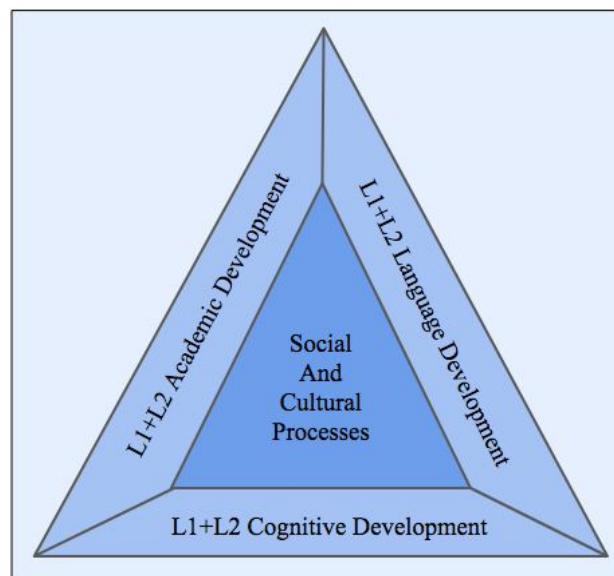 L1+L2 Academic Development
L1+L2 Language Development
Social
And
Cultural
Processes
L1+L2 Cognitive Development